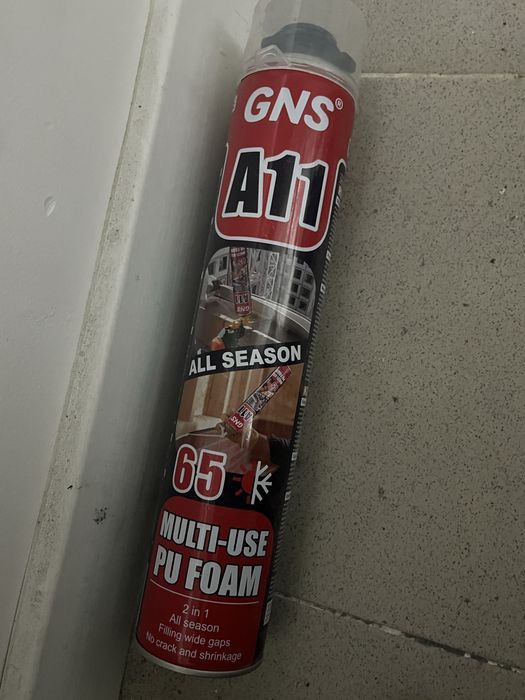 GNS®
A11
ALL SEASON
65
MULTI-USE
PU FOAM
2 in 1
All season
Filling wide gaps
No crack and shrinkage